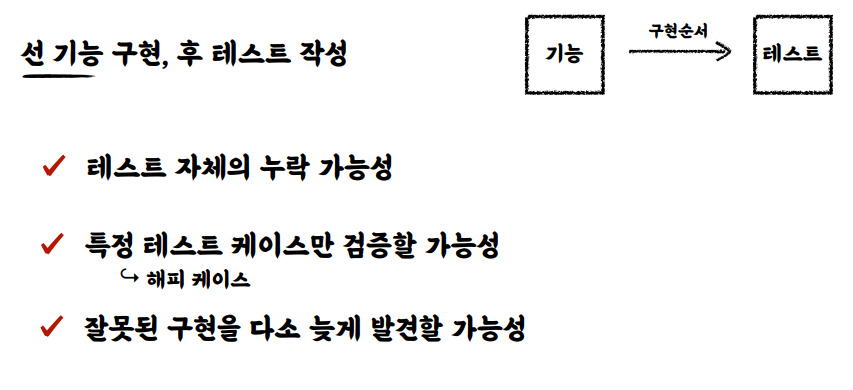 선 기능 구현, 후 테스트 작성
기능
구현순서
테스트
테스트 자체의 누락 가능성
특정 테스트 케이스만 검증할 가능성
↪ 해피 케이스
잘못된 구현을 다소 늦게 발견할 가능성